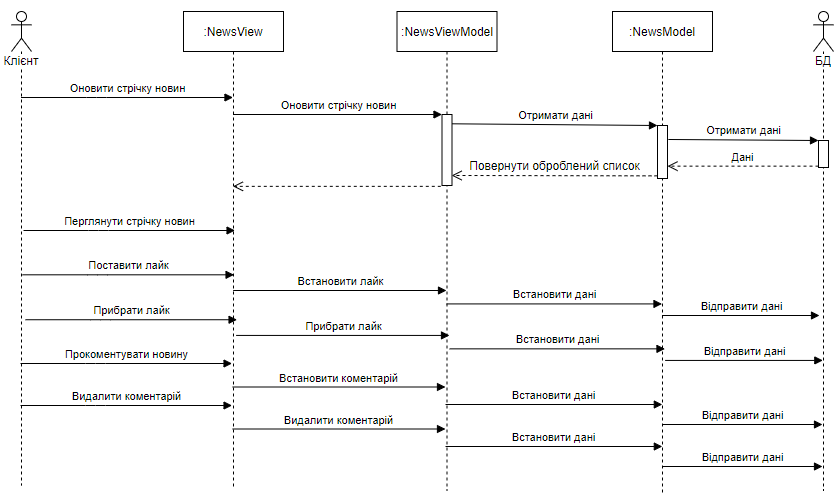 :NewsView
:NewsViewModel
:NewsModel
Клієнт
БД
Оновити стрічку новин
Оновити стрічку новин
Отримати дані
Отримати дані
Дані
Повернути оброблений список
Перглянути стрічку новин
Поставити лайк
Встановити лайк
Встановити дані
Відправити дані
Прибрати лайк
Прибрати лайк
Встановити дані
Відправити дані
Прокоментувати новину
Встановити коментарій
Встановити дані
Відправити дані
Видалити коментарій
Видалити коментарій
Встановити дані
Відправити дані